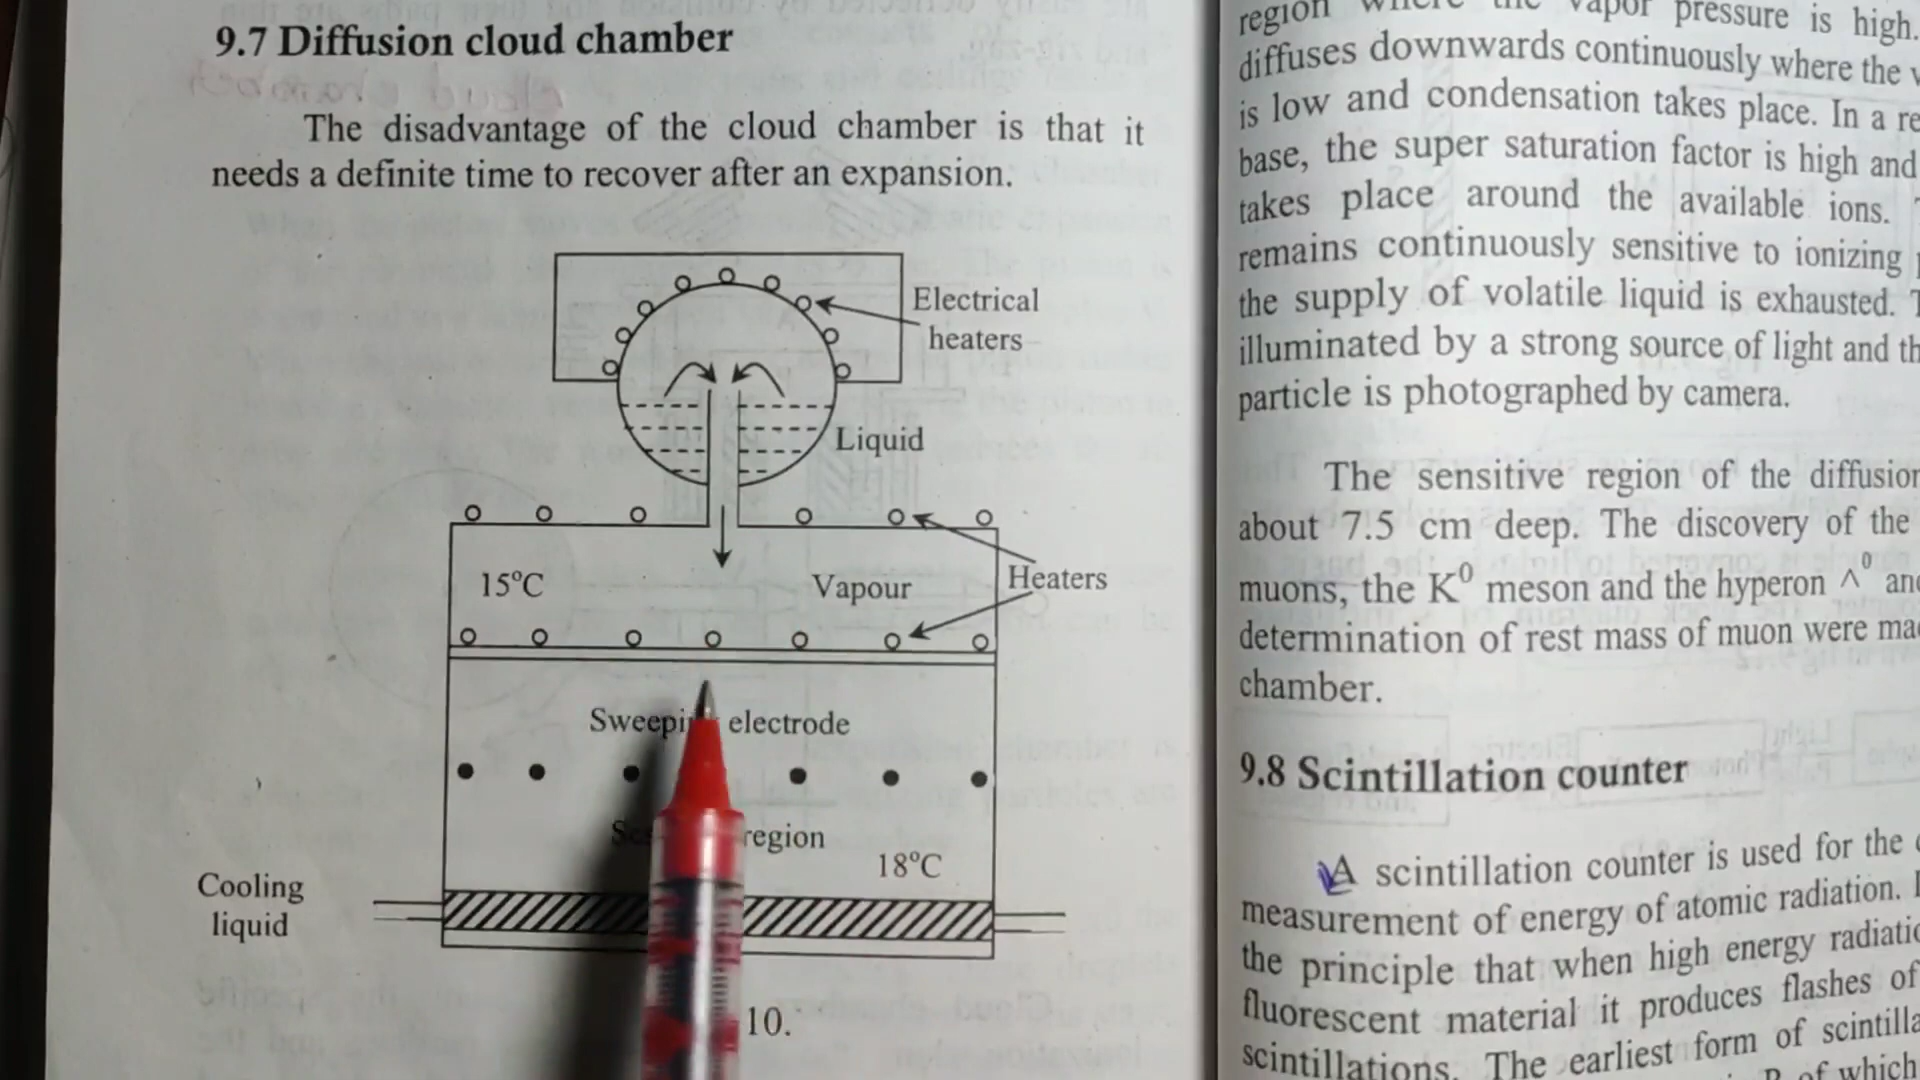 9.7 Diffusion cloud chamber
The disadvantage of the cloud chamber is that it
needs a definite time to recover after an expansion.
Electrical
heaters
Liquid
15°C
Vapour
Heaters
electrode
region
18°C
Cooling
liquid
10.
region where the vapor pressure is high.
diffuses downwards continuously where the
is low and condensation takes place. In a
base, the super saturation factor is high and
takes place around the available ions.
remains continuously sensitive to ionizing
the supply of volatile liquid is exhausted.
illuminated by a strong source of light and
particle is photographed by camera.
The sensitive region of the
about 7.5 cm deep. The discovery of the
muons, the K⁰ meson and the hyperon ^⁰
determination of rest mass of muon were
chamber.
9.8 Scintillation counter
A scintillation counter is used for the
measurement of energy of atomic radiation.
the principle that when high energy
fluorescent material it produces flashes of
scintillations. The earliest form of
of which